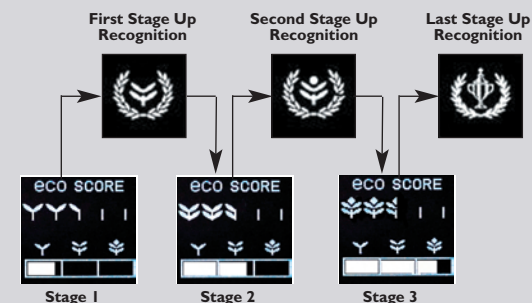 First Stage Up
Recognition
Second Stage Up
Recognition
Last Stage Up
Recognition
eco SCORE
eco SCORE
eco SCORE
Stage 1
Stage 2
Stage 3